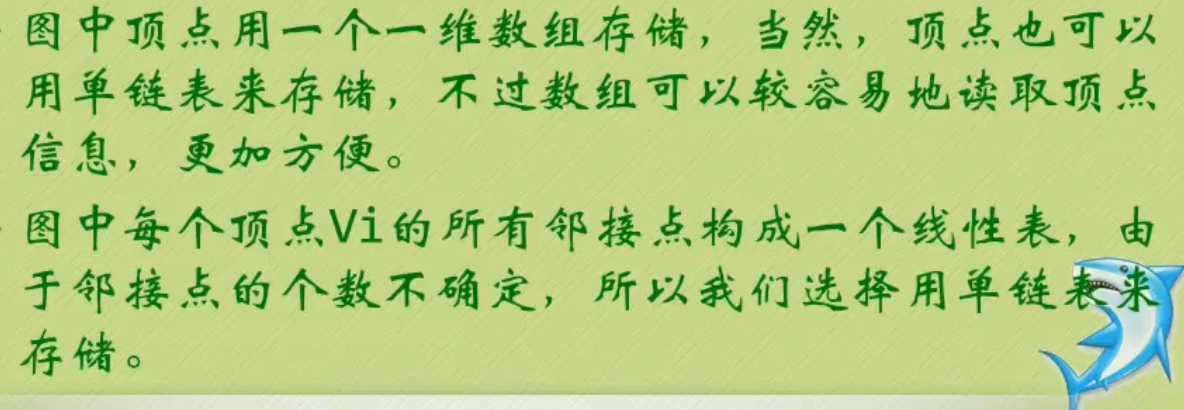 图中顶点用一个一维数组存储，当然，顶点也可以
用单链表来存储，不过数组可以较容易地读取顶点
信息，更加方便。
图中每个顶点Vi的所有邻接点构成一个线性表，由
于邻接点的个数不确定，所以我们选择用单链表来
存储。